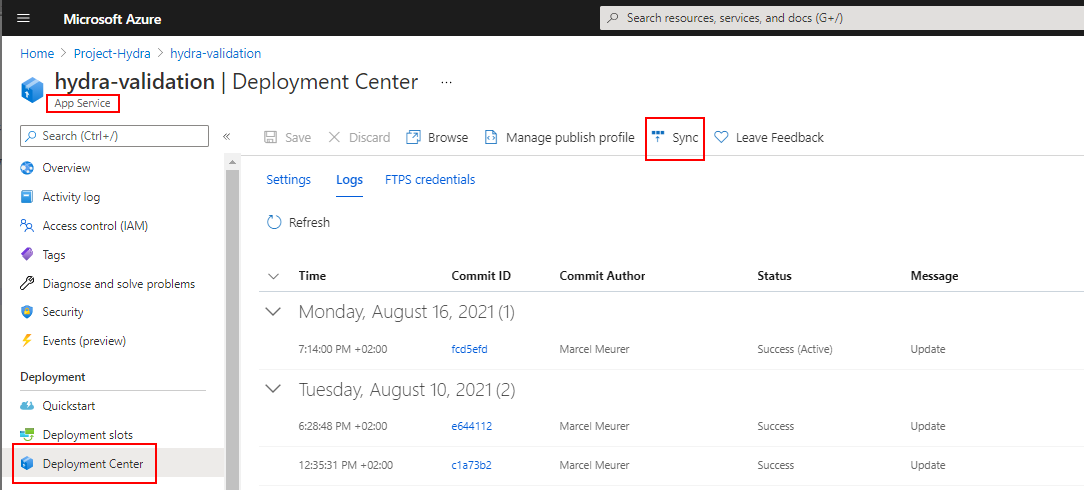 Microsoft Azure
Search resources, services, and docs (G+/)
Home > Project-Hydra > hydra-validation
hydra-validation | Deployment Center ...
App Service
Search (Ctrl+/) «
Overview
Activity log
Access control (IAM)
Tags
Diagnose and solve problems
Security
Events (preview)
Deployment
Quickstart
Deployment slots
Deployment Center
Save Discard Browse Manage publish profile Sync Leave Feedback
Settings Logs FTPS credentials
Refresh
Time Commit ID Commit Author Status Message
Monday, August 16, 2021 (1)
7:14:00 PM +02:00 fcd5efd Marcel Meurer Success (Active) Update
Tuesday, August 10, 2021 (2)
6:28:48 PM +02:00 e644112 Marcel Meurer Success Update
12:35:31 PM +02:00 c1a73b2 Marcel Meurer Success Update